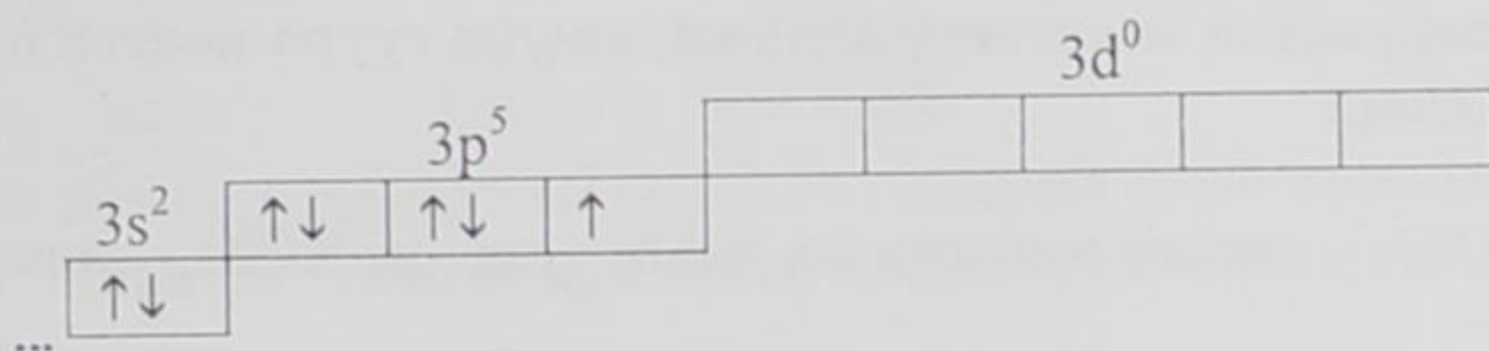 3d⁰
3p⁵
↑↓ ↑↓ ↑
3s²
↑↓
...